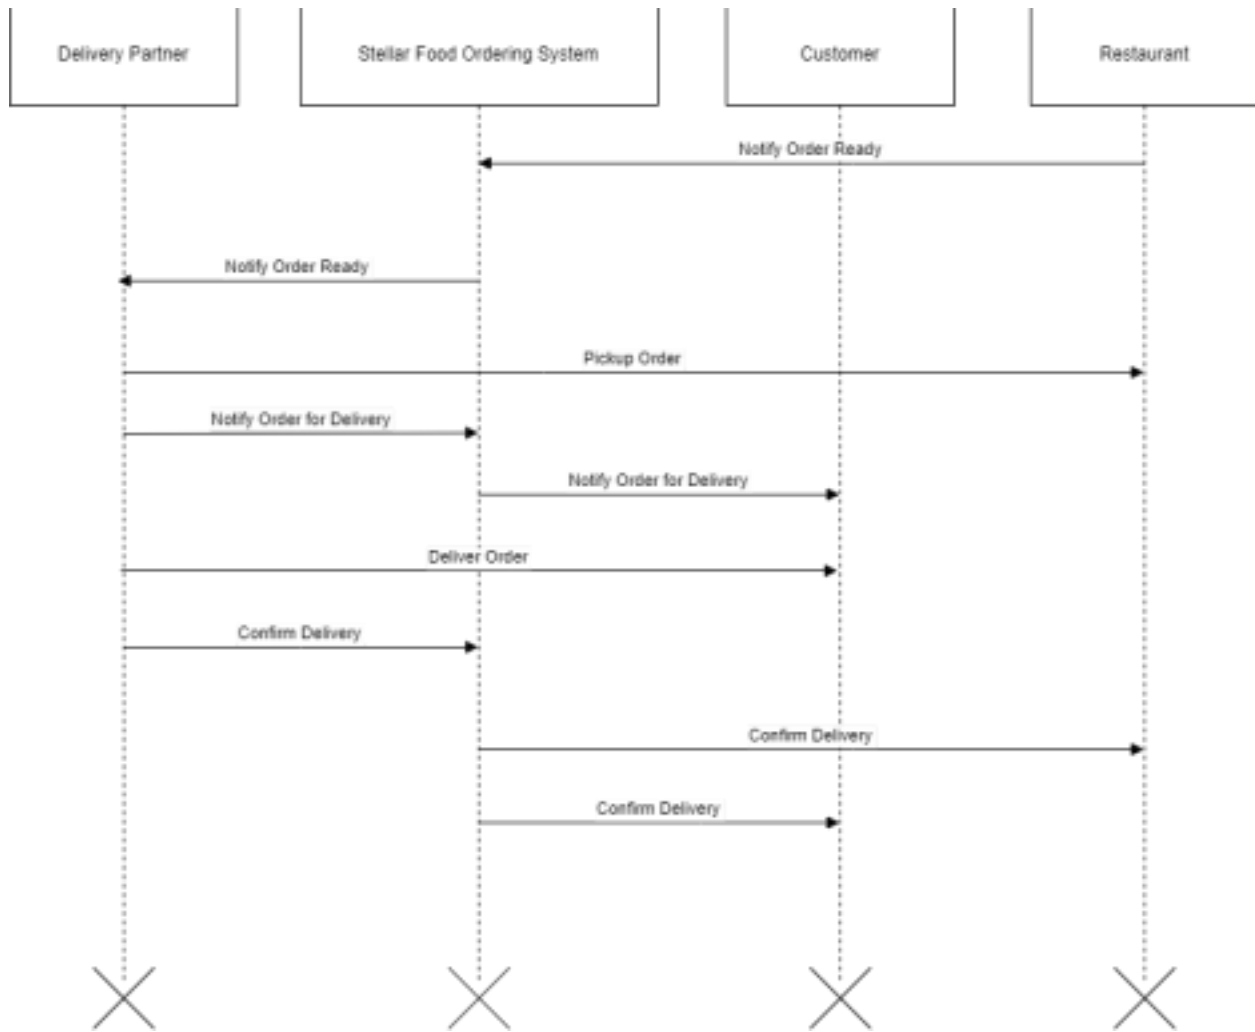 Delivery Partner
Stellar Food Ordering System
Customer
Restaurant
Notify Order Ready
Notify Order Ready
Pickup Order
Notify Order for Delivery
Notify Order for Delivery
Deliver Order
Confirm Delivery
Confirm Delivery
Confirm Delivery